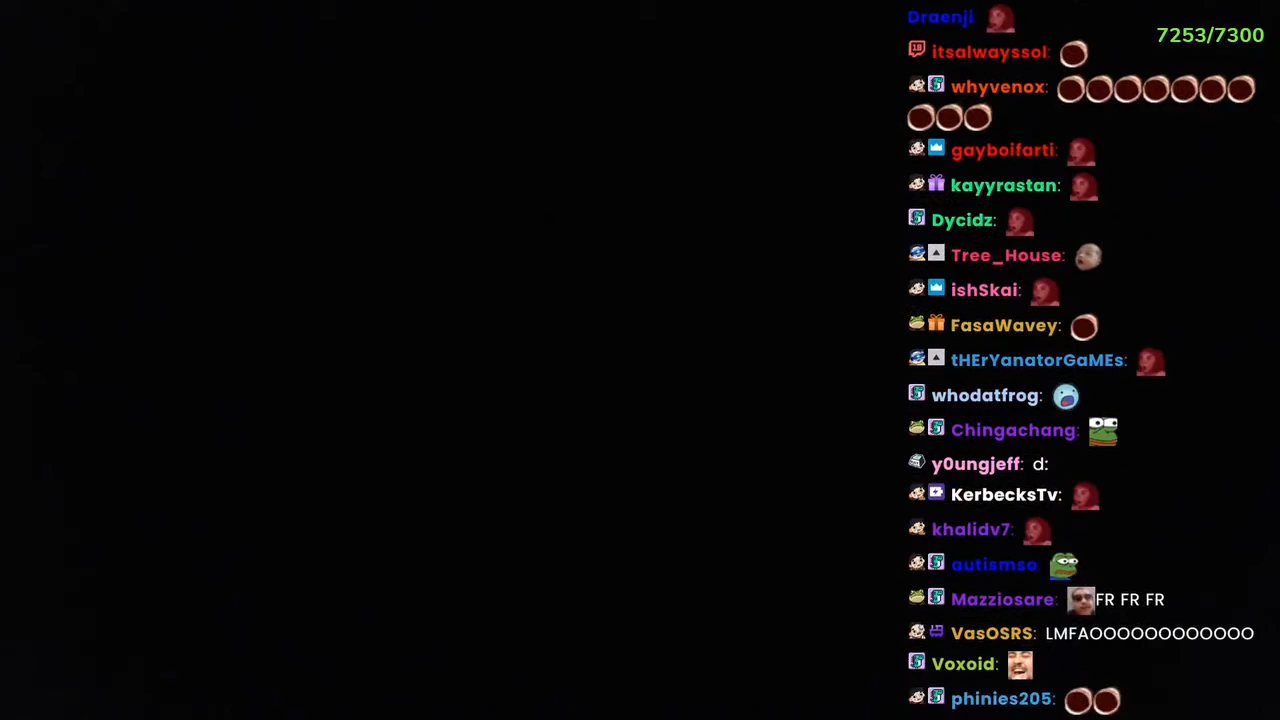 Draenji
7253/7300
itsalwayssol:
whyvenox:
gayboifarti:
kayyrastan:
Dycidz:
Tree_House:
ishSkai:
FasaWavey:
tHErYanatorGaMEs:
whodatfrog:
Chingachang:
y0ungjeff: d:
KerbecksTv:
khalidv7:
autismso
Mazziosare: FR FR FR
VasOSRS: LMFAOOOOOOOOOOOO
Voxoid:
phinies205: